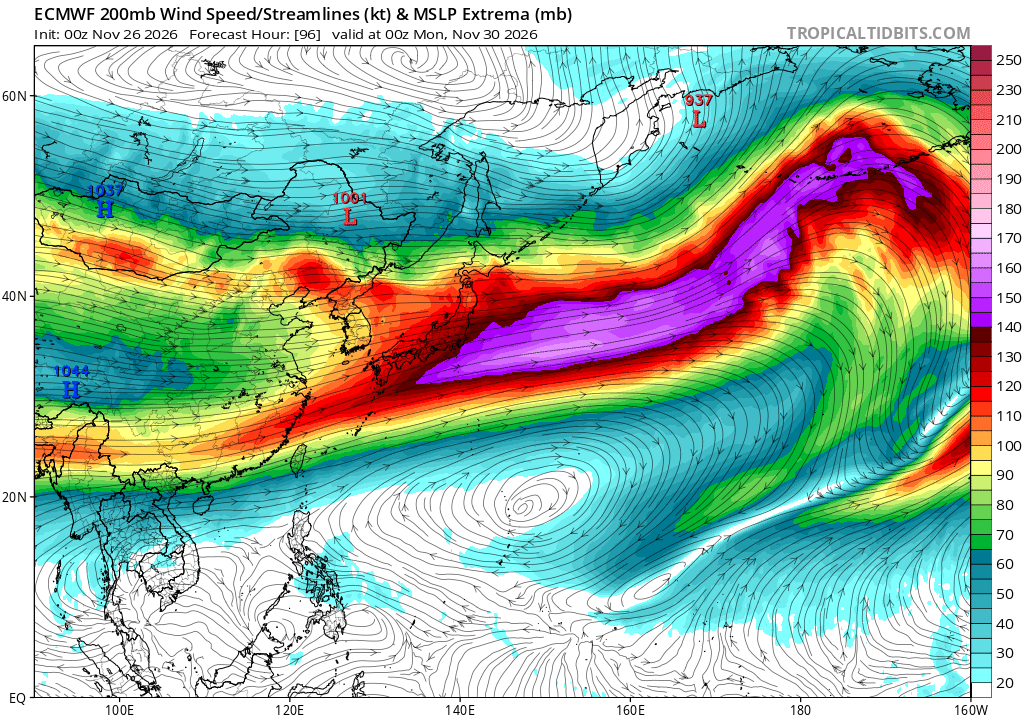 ECMWF 200mb Wind Speed/Streamlines (kt) & MSLP Extrema (mb)
Init: 00z Nov 26 2026   Forecast Hour: [96]   valid at 00z Mon, Nov 30 2026
TROPICALTIDBITS.COM
60N
40N
20N
EQ
937
L
1037
H
1001
L
1044
H
250
230
210
200
190
180
170
160
150
140
130
120
110
100
90
80
70
60
50
40
30
20
100E
120E
140E
160E
180
160W